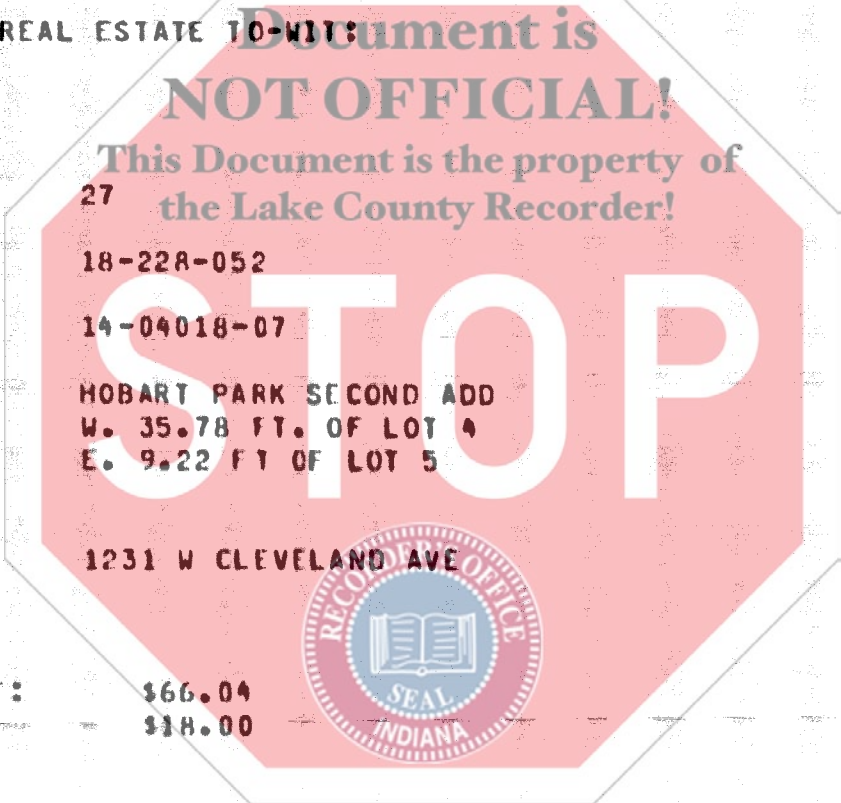 REAL ESTATE TO-WIT:
Document is
NOT OFFICIAL!
This Document is the property of
the Lake County Recorder!
27
18-228-052
14-04018-07
STOP
HOBART PARK SECOND ADD
W. 35.78 FT. OF LOT 4
E. 9.22 FT OF LOT 5
1231 W CLEVELAND AVE
RECORDER'S OFFICE
SEAL
INDIANA
: $66.04
$18.00